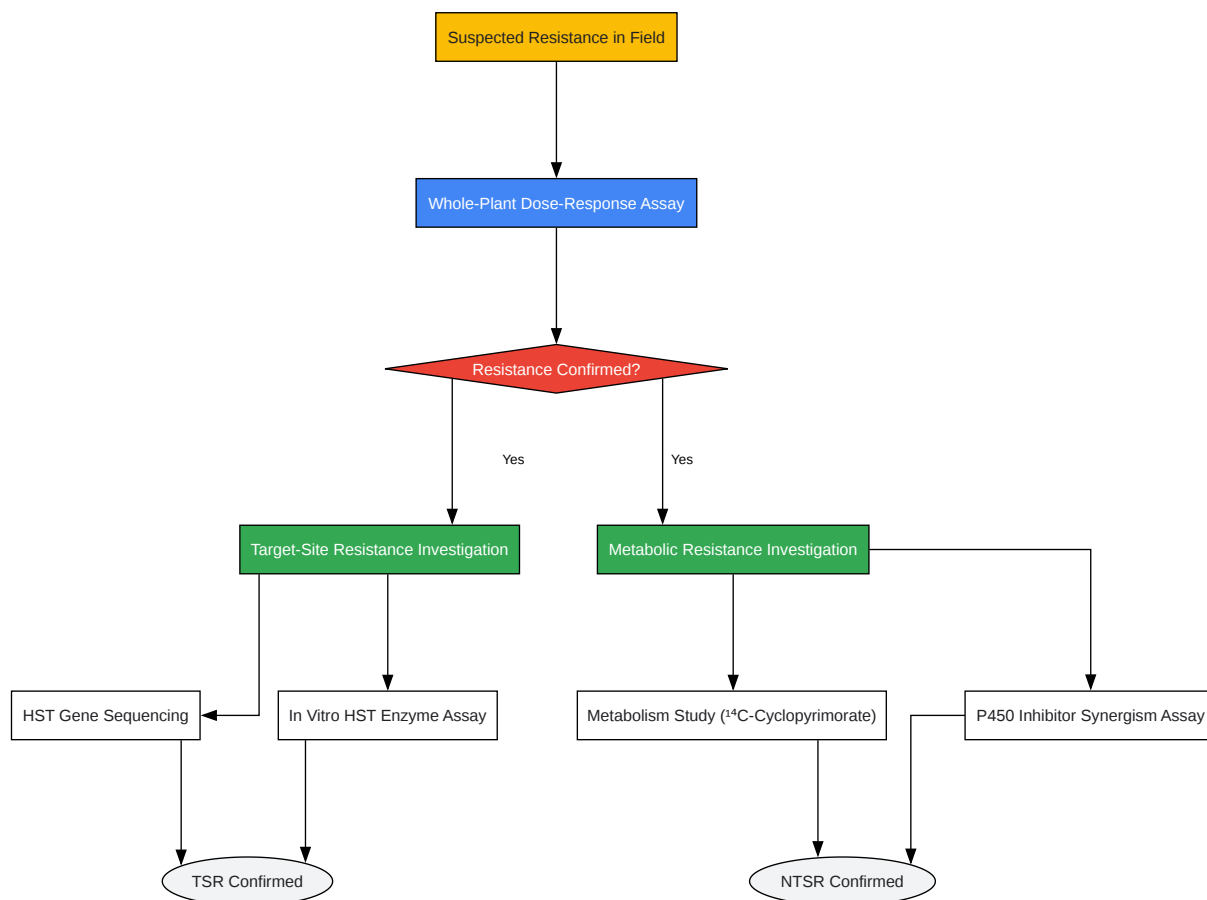 Suspected Resistance in Field
Whole-Plant Dose-Response Assay
Resistance Confirmed?
Yes
Yes
Target-Site Resistance Investigation
Metabolic Resistance Investigation
HST Gene Sequencing
In Vitro HST Enzyme Assay
Metabolism Study (¹⁴C-Cyclopyrimorate)
P450 Inhibitor Synergism Assay
TSR Confirmed
NTSR Confirmed